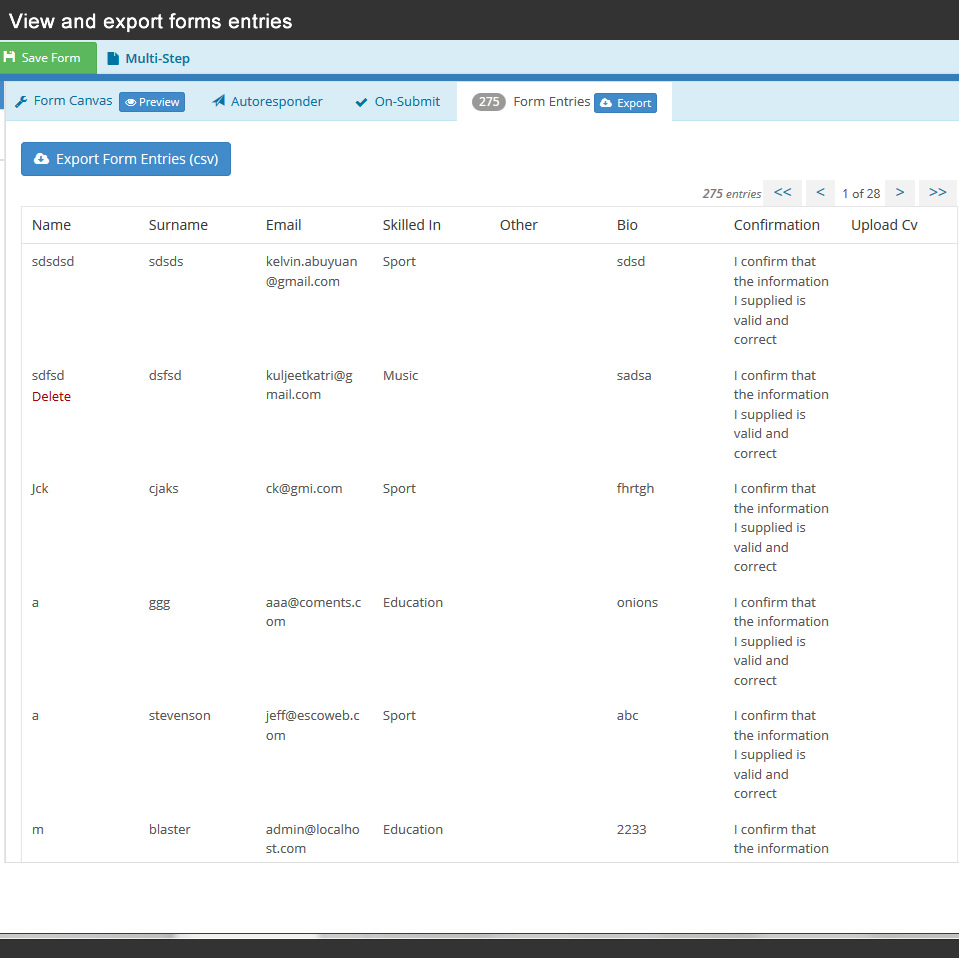 View and export forms entries
Save Form Multi-Step
Form Canvas Preview Autoresponder On-Submit 275 Form Entries Export
Export Form Entries (csv)
275 entries << < 1 of 28 > >>
Name Surname Email Skilled In Other Bio Confirmation Upload Cv
sdsdsd sdsds kelvin.abuyuan Sport sdsd I confirm that
@gmail.com the information
I supplied is
valid and
correct
sdfsd dsfsd kuljeetkatri@g Music sadsa I confirm that
Delete mail.com the information
I supplied is
valid and
correct
Jck cjaks ck@gmi.com Sport fhrtgh I confirm that
the information
I supplied is
valid and
correct
a ggg aaa@coments.c Education onions I confirm that
om the information
I supplied is
valid and
correct
a stevenson jeff@escoweb.c Sport abc I confirm that
om the information
I supplied is
valid and
correct
m blaster admin@localho Education 2233 I confirm that
st.com the information